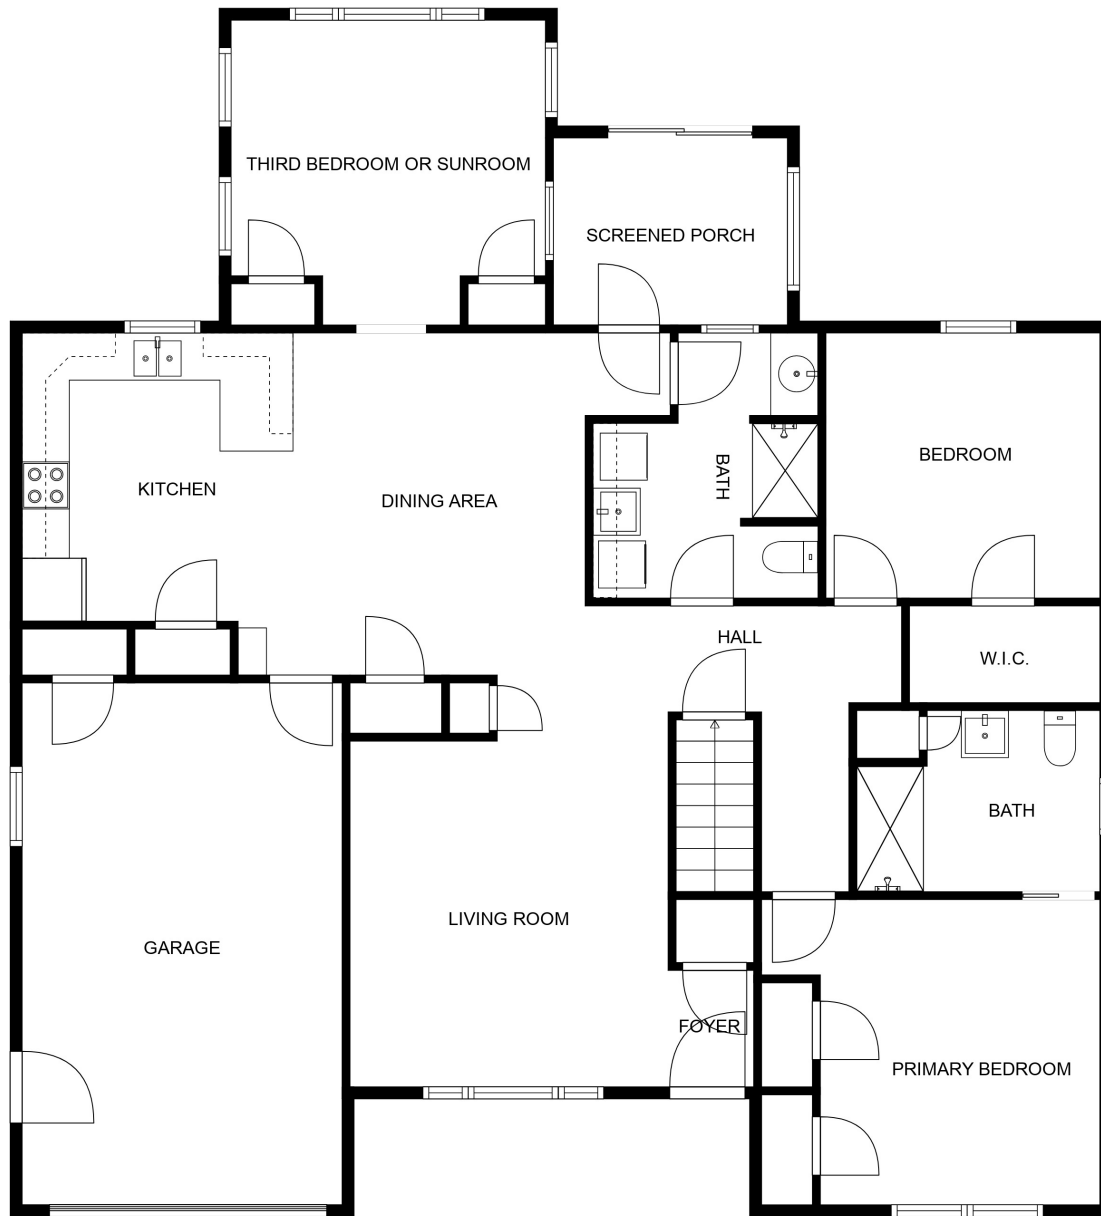 THIRD BEDROOM OR SUNROOM
SCREENED PORCH
BEDROOM
KITCHEN
DINING AREA
BATH
HALL
W.I.C.
BATH
LIVING ROOM
GARAGE
FOYER
PRIMARY BEDROOM